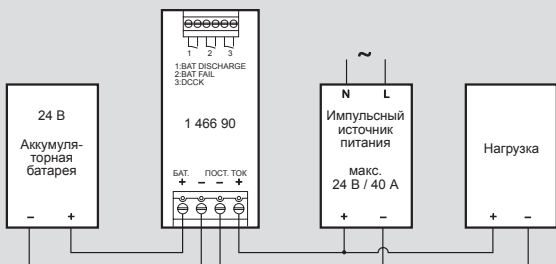 24 В
Аккумуля-
торная
батарея
– +
1 2 3
1:BAT DISCHARGE
2:BAT FAIL
3:DCCK
1 466 90
БАТ. ПОСТ. ТОК
+ – – +
~
N L
Импульсный
источник
питания
макс.
24 В / 40 А
+ –
Нагрузка
+ –